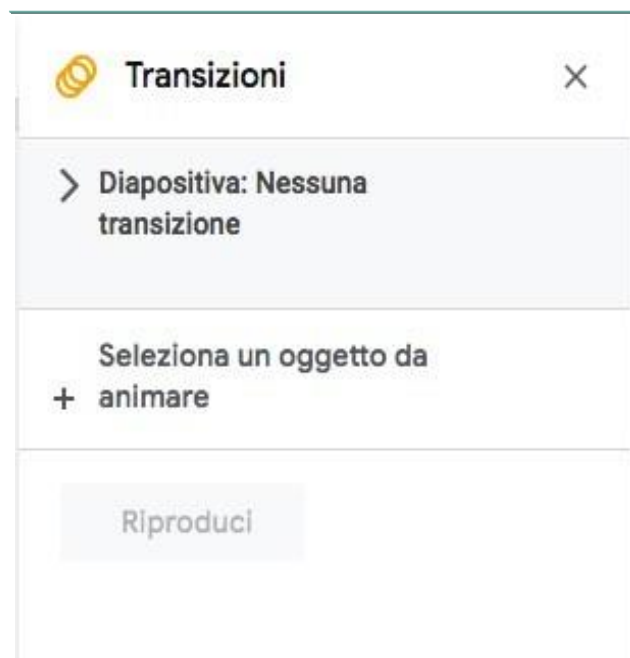 Transizioni
Diapositiva: Nessuna
transizione
Seleziona un oggetto da
+ animare
Riproduci